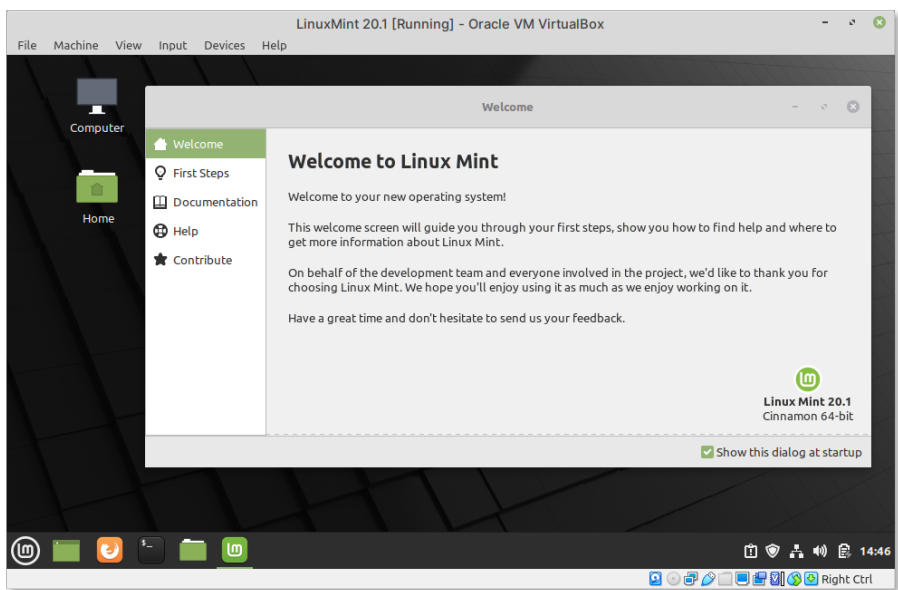 LinuxMint 20.1 [Running] - Oracle VM VirtualBox
File Machine View Input Devices Help
Computer
Home
Welcome
Welcome
First Steps
Documentation
Help
Contribute
Welcome to Linux Mint
Welcome to your new operating system!
This welcome screen will guide you through your first steps, show you how to find help and where to
get more information about Linux Mint.
On behalf of the development team and everyone involved in the project, we'd like to thank you for
choosing Linux Mint. We hope you'll enjoy using it as much as we enjoy working on it.
Have a great time and don't hesitate to send us your feedback.
Linux Mint 20.1
Cinnamon 64-bit
Show this dialog at startup
$_
14:46
Right Ctrl